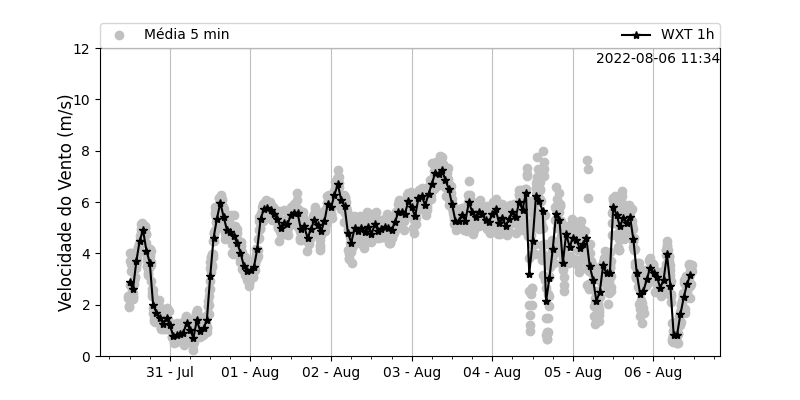 Média 5 min
WXT 1h
2022-08-06 11:34
Velocidade do Vento (m/s)
12
10
8
6
4
2
0
31 - Jul
01 - Aug
02 - Aug
03 - Aug
04 - Aug
05 - Aug
06 - Aug